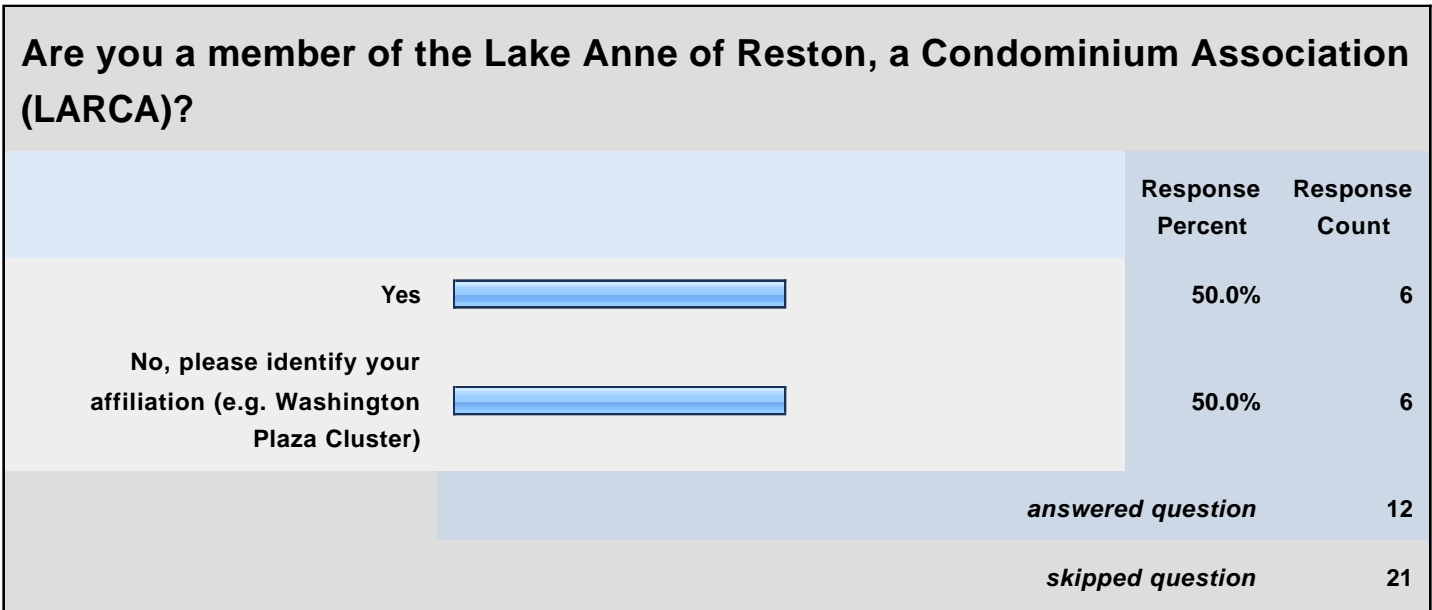 Are you a member of the Lake Anne of Reston, a Condominium Association
(LARCA)?
Response Percent
Response Count
Yes 50.0% 6
No, please identify your
affiliation (e.g. Washington
Plaza Cluster)
50.0% 6
answered question 12
skipped question 21